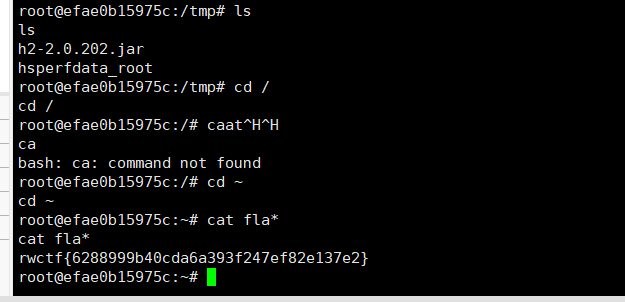 root@efae0b15975c:/tmp# ls
ls
h2-2.0.202.jar
hsperfdata_root
root@efae0b15975c:/tmp# cd /
cd /
root@efae0b15975c:/# caat^H^H
ca
bash: ca: command not found
root@efae0b15975c:/# cd ~
cd ~
root@efae0b15975c:~# cat fla*
cat fla*
rwctf{6288999b40cda6a393f247ef82e137e2}
root@efae0b15975c:~#